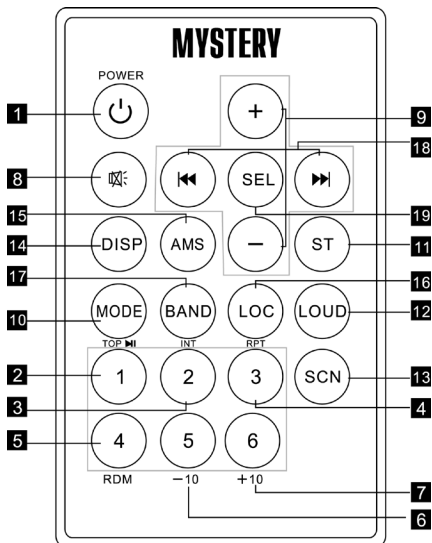 MYSTERY
POWER
1
+
9
18
8
SEL
15
19
14
DISP
AMS
−
ST
11
17
16
10
MODE
BAND
LOC
LOUD
12
TOP
INT
RPT
2
1
2
3
SCN
13
3
4
5
4
5
6
RDM
−10
+10
7
6